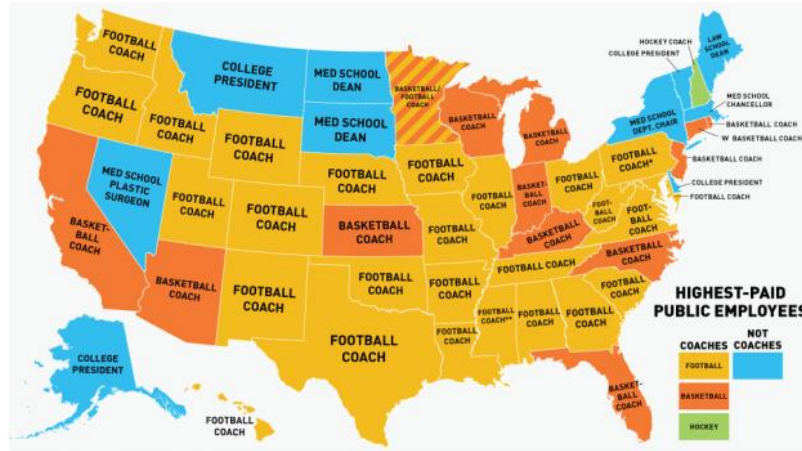 FOOTBALL
COACH
FOOTBALL
COACH
FOOTBALL
COACH
COLLEGE
PRESIDENT
MED SCHOOL
DEAN
MED SCHOOL
DEAN
BASKETBALL/
FOOTBALL
COACH
BASKETBALL
COACH
BASKETBALL
COACH
HOCKEY COACH
COLLEGE PRESIDENT
LAW
SCHOOL
DEAN
MED SCHOOL
DEPT. CHAIR
MED SCHOOL
CHANCELLOR
BASKETBALL COACH
W BASKETBALL COACH
BASKETBALL COACH
COLLEGE PRESIDENT
FOOTBALL COACH
FOOTBALL
COACH
FOOTBALL
COACH
FOOTBALL
COACH
FOOTBALL
COACH
BASKET-
BALL
COACH
FOOTBALL
COACH
FOOTBALL
COACH*
BASKET-
BALL
COACH
MED SCHOOL
PLASTIC
SURGEON
FOOTBALL
COACH
FOOTBALL
COACH
BASKETBALL
COACH
FOOTBALL
COACH
BASKETBALL
COACH
FOOT-
BALL
COACH
FOOT-
BALL
COACH
BASKETBALL
COACH
FOOTBALL
COACH
FOOTBALL
COACH
FOOTBALL
COACH
FOOTBALL COACH
BASKETBALL
COACH
FOOTBALL
COACH
FOOTBALL
COACH
FOOTBALL
COACH
FOOTBALL
COACH**
FOOTBALL
COACH
FOOTBALL
COACH
BASKET-
BALL
COACH
COLLEGE
PRESIDENT
FOOTBALL
COACH
HIGHEST-PAID
PUBLIC EMPLOYEES
COACHES
NOT
COACHES
FOOTBALL
BASKETBALL
HOCKEY